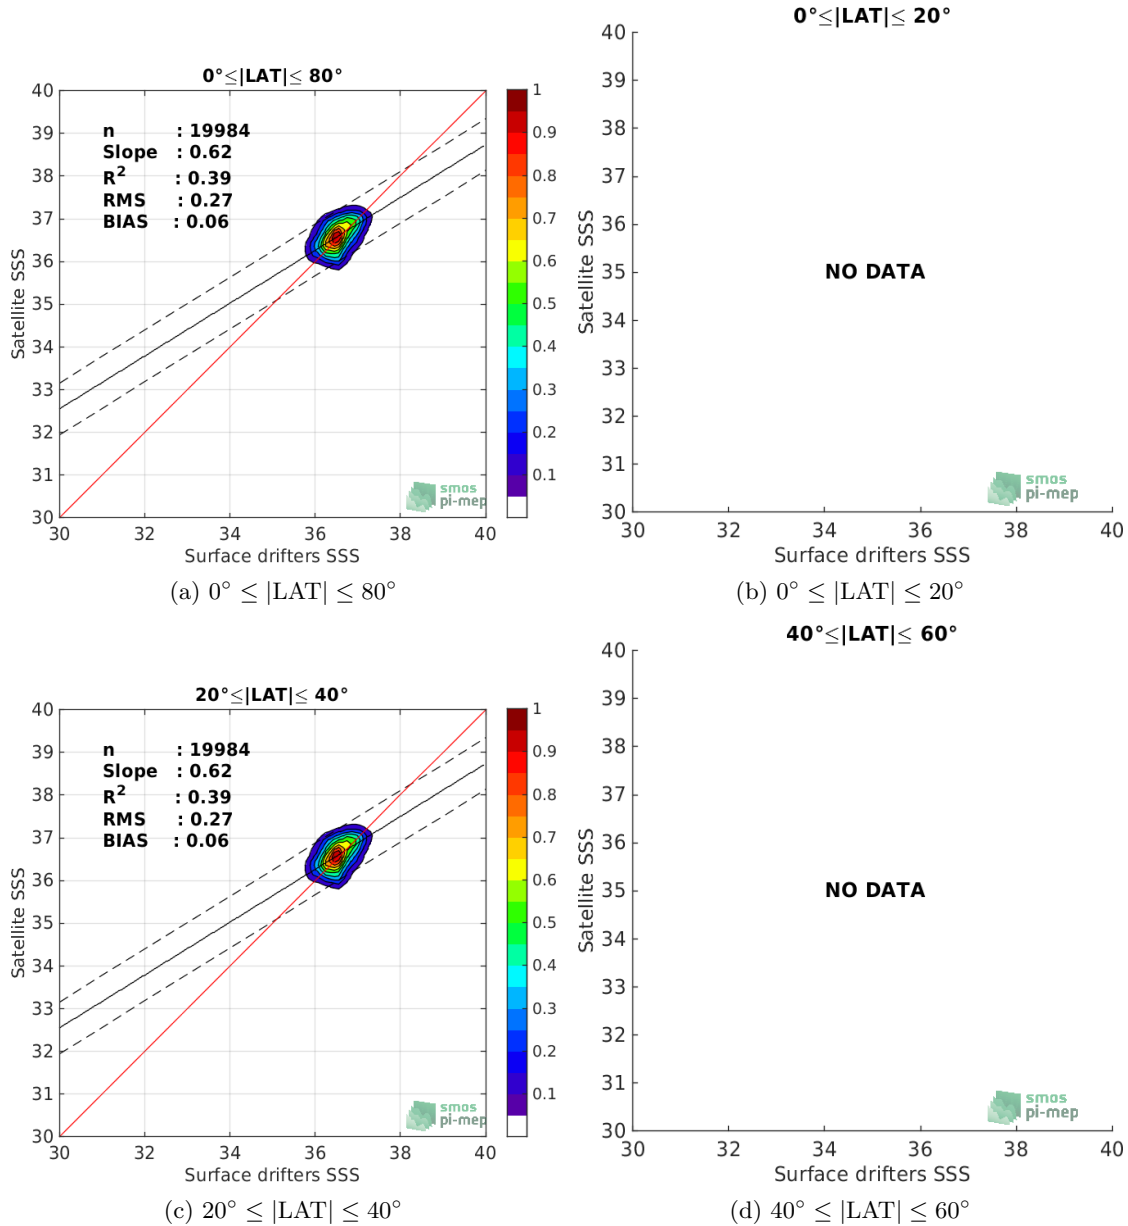 0°≤|LAT|≤ 80°
40
39
38
37
36
35
34
33
32
31
30
n : 19984
Slope : 0.62
R² : 0.39
RMS : 0.27
BIAS : 0.06
Satellite SSS
30 32 34 36 38 40
Surface drifters SSS
1
0.9
0.8
0.7
0.6
0.5
0.4
0.3
0.2
0.1
smos
pi-mep
(a) 0° ≤ |LAT| ≤ 80°
0°≤|LAT|≤ 20°
40
39
38
37
36
35
34
33
32
31
30
Satellite SSS
NO DATA
smos
pi-mep
30 32 34 36 38 40
Surface drifters SSS
(b) 0° ≤ |LAT| ≤ 20°
20°≤|LAT|≤ 40°
40
39
38
37
36
35
34
33
32
31
30
n : 19984
Slope : 0.62
R² : 0.39
RMS : 0.27
BIAS : 0.06
Satellite SSS
30 32 34 36 38 40
Surface drifters SSS
1
0.9
0.8
0.7
0.6
0.5
0.4
0.3
0.2
0.1
smos
pi-mep
(c) 20° ≤ |LAT| ≤ 40°
40°≤|LAT|≤ 60°
40
39
38
37
36
35
34
33
32
31
30
Satellite SSS
NO DATA
smos
pi-mep
30 32 34 36 38 40
Surface drifters SSS
(d) 40° ≤ |LAT| ≤ 60°